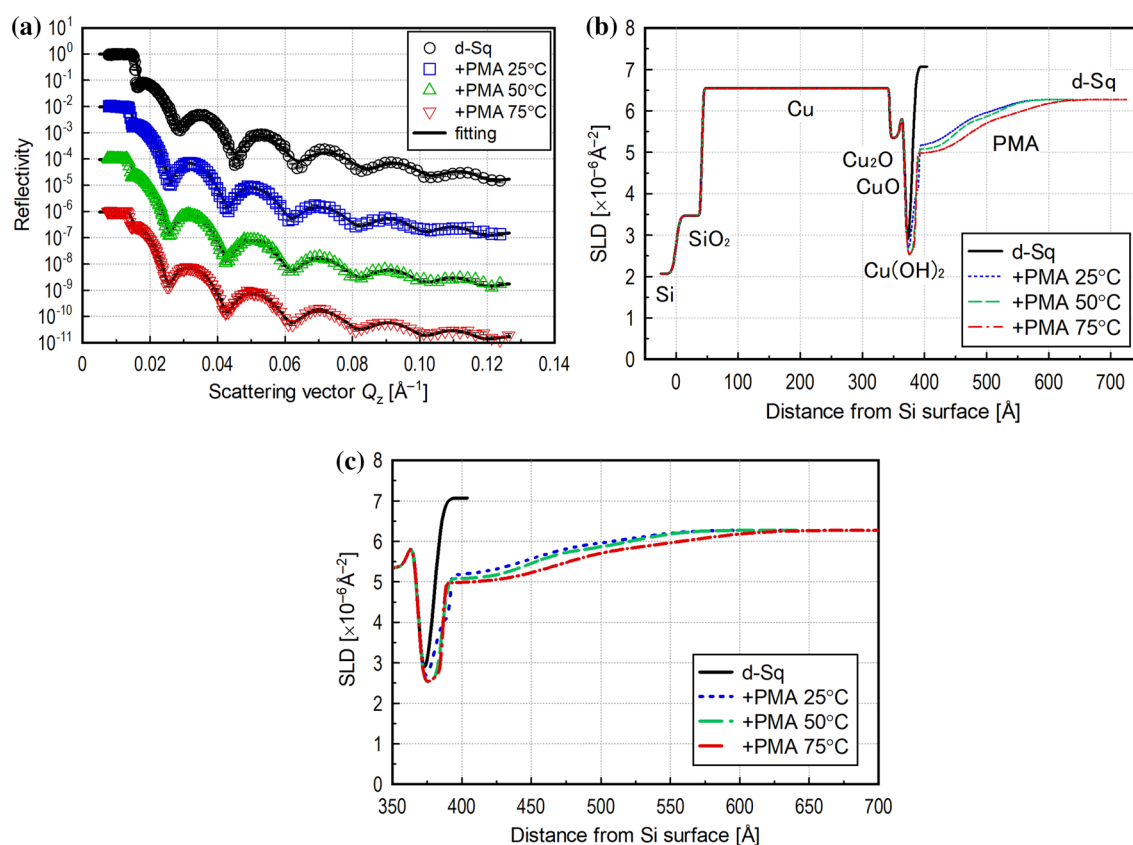 (a)
Reflectivity
10¹
10⁰
10⁻¹
10⁻²
10⁻³
10⁻⁴
10⁻⁵
10⁻⁶
10⁻⁷
10⁻⁸
10⁻⁹
10⁻¹⁰
10⁻¹¹
d-Sq
+PMA 25°C
+PMA 50°C
+PMA 75°C
fitting
0 0.02 0.04 0.06 0.08 0.1 0.12 0.14
Scattering vector Q_z [Å⁻¹]
(b)
SLD [×10⁻⁶Å⁻²]
8
7
6
5
4
3
2
1
0
d-Sq
Cu
PMA
Cu₂O
CuO
SiO₂
Cu(OH)₂
Si
d-Sq
+PMA 25°C
+PMA 50°C
+PMA 75°C
0 100 200 300 400 500 600 700
Distance from Si surface [Å]
(c)
SLD [×10⁻⁶Å⁻²]
8
7
6
5
4
3
2
1
0
d-Sq
+PMA 25°C
+PMA 50°C
+PMA 75°C
350 400 450 500 550 600 650 700
Distance from Si surface [Å]